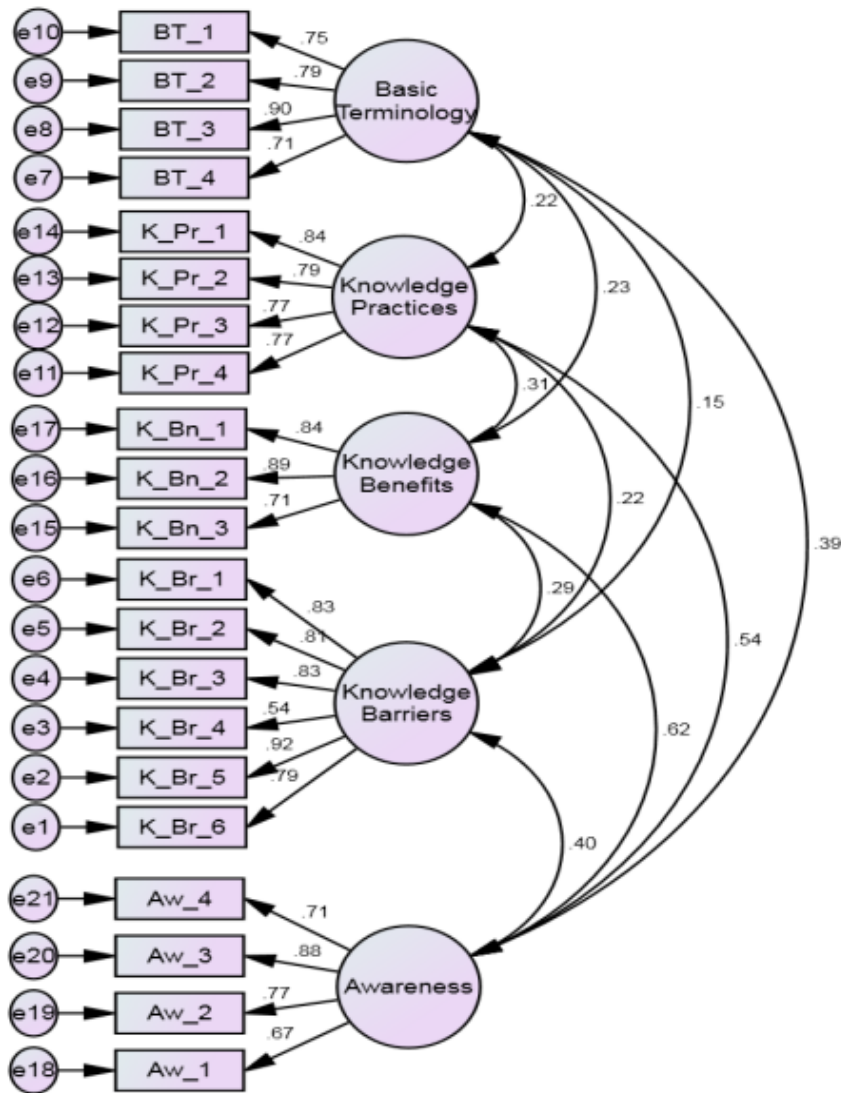 e10 BT_1 .75
e9 BT_2 .79
e8 BT_3 .90
e7 BT_4 .71
Basic
Terminology
.22
e14 K_Pr_1 .84
e13 K_Pr_2 .79
e12 K_Pr_3 .77
e11 K_Pr_4 .77
Knowledge
Practices
.23
.31
.15
e17 K_Bn_1 .84
e16 K_Bn_2 .89
e15 K_Bn_3 .71
Knowledge
Benefits
.22
.39
.29
e6 K_Br_1 .83
e5 K_Br_2 .81
e4 K_Br_3 .83
e3 K_Br_4 .54
e2 K_Br_5 .92
e1 K_Br_6 .79
Knowledge
Barriers
.54
.62
.40
e21 Aw_4 .71
e20 Aw_3 .88
e19 Aw_2 .77
e18 Aw_1 .67
Awareness